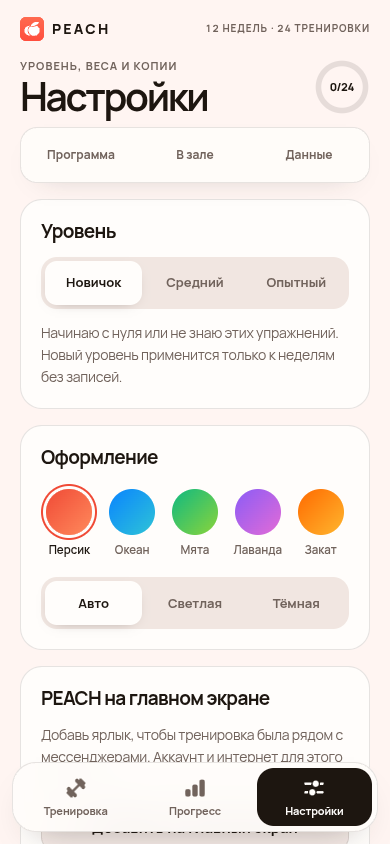 PEACH
12 НЕДЕЛЬ · 24 ТРЕНИРОВКИ
УРОВЕНЬ, ВЕСА И КОПИИ
Настройки
0/24
Программа
В зале
Данные
Уровень
Новичок
Средний
Опытный
Начинаю с нуля или не знаю этих упражнений.
Новый уровень применится только к неделям
без записей.
Оформление
Персик
Океан
Мята
Лаванда
Закат
Авто
Светлая
Тёмная
PEACH на главном экране
Добавь ярлык, чтобы тренировка была рядом с
мессенджерами. Аккаунт и интернет для этого
Тренировка
Прогресс
Настройки